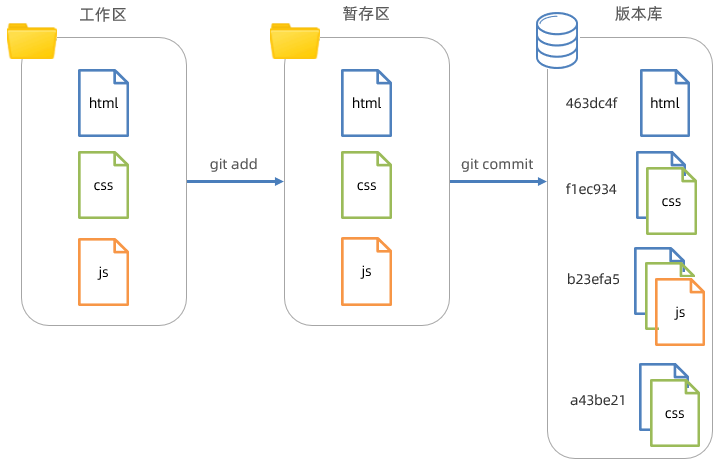 工作区
暂存区
版本库
html
css
js
git add
html
css
js
git commit
463dc4f
html
f1ec934
css
b23efa5
js
a43be21
css